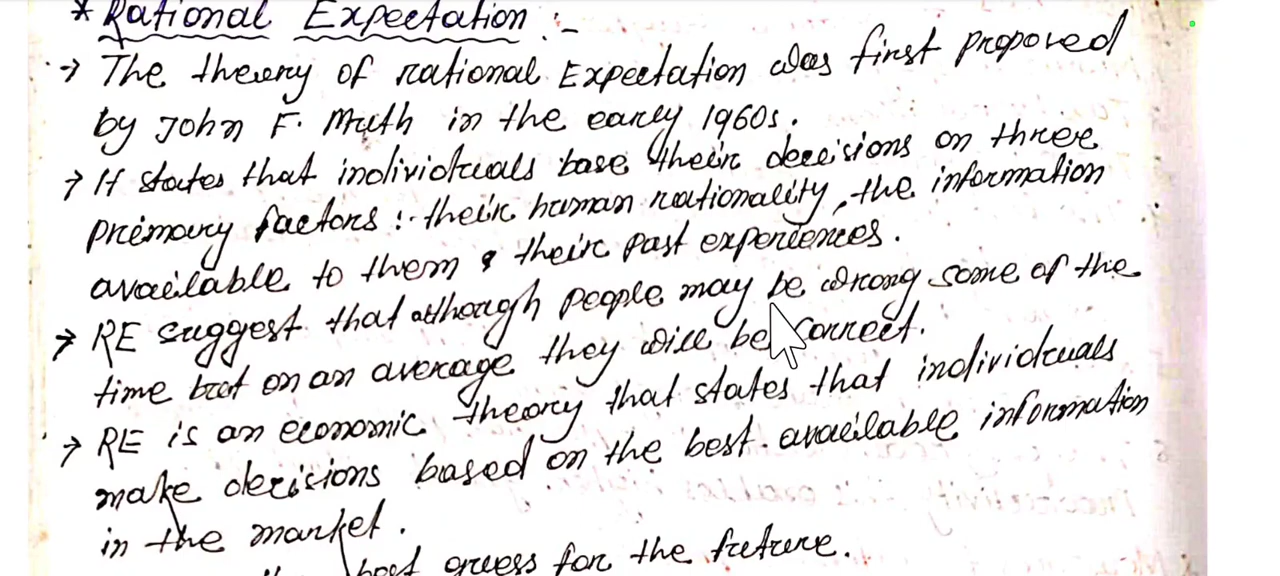 * Rational Expectation :-
→ The theory of rational Expectation was first proposed
by John F. Muth in the early 1960s.
→ It states that individuals base their decisions on three
primary factors :- their human rationality, the information
available to them & their past experiences.
→ RE suggest that although people may be wrong some of the
time but on an average they will be correct.
→ RE is an economic theory that states that individuals
make decisions based on the best available information
in the market.
best guess for the future.